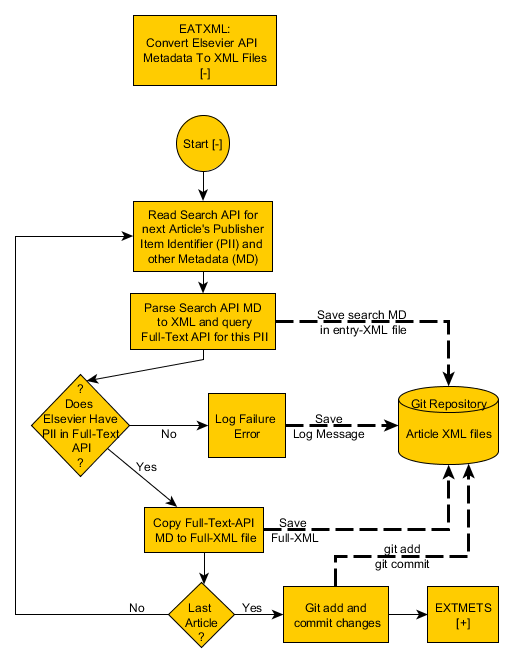 EATXML:
Convert Elsevier API
Metadata To XML Files
[-]
Start [-]
Read Search API for
next Article's Publisher
Item Identifier (PII) and
other Metadata (MD)
Parse Search API MD
to XML and query
Full-Text API for this PII
Save search MD
in entry-XML file
?
Does
Elsevier Have
PII in Full-Text
API
?
No
Log Failure
Error
Save
Log Message
Git Repository
Article XML files
Yes
Copy Full-Text-API
MD to Full-XML file
Save
Full-XML
git add
git commit
No
Last
Article
?
Yes
Git add and
commit changes
EXTMETS
[+]